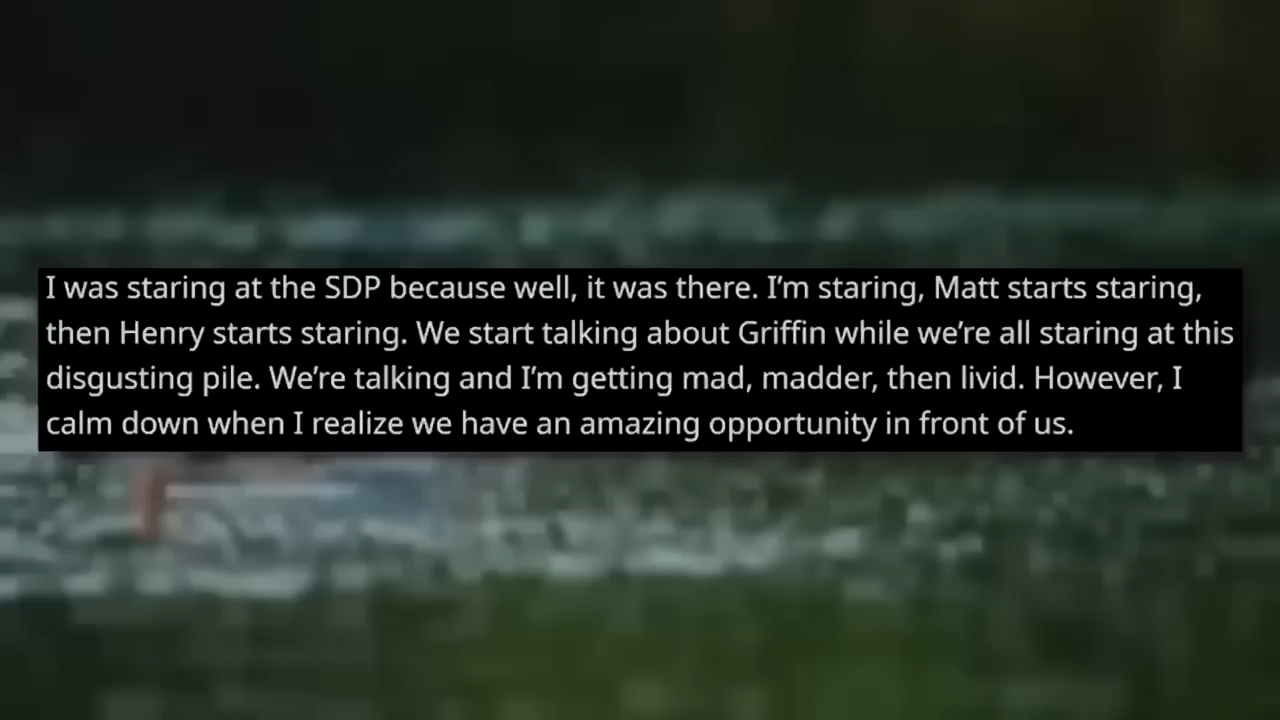 I was staring at the SDP because well, it was there. I’m staring, Matt starts staring,
then Henry starts staring. We start talking about Griffin while we’re all staring at this
disgusting pile. We’re talking and I’m getting mad, madder, then livid. However, I
calm down when I realize we have an amazing opportunity in front of us.